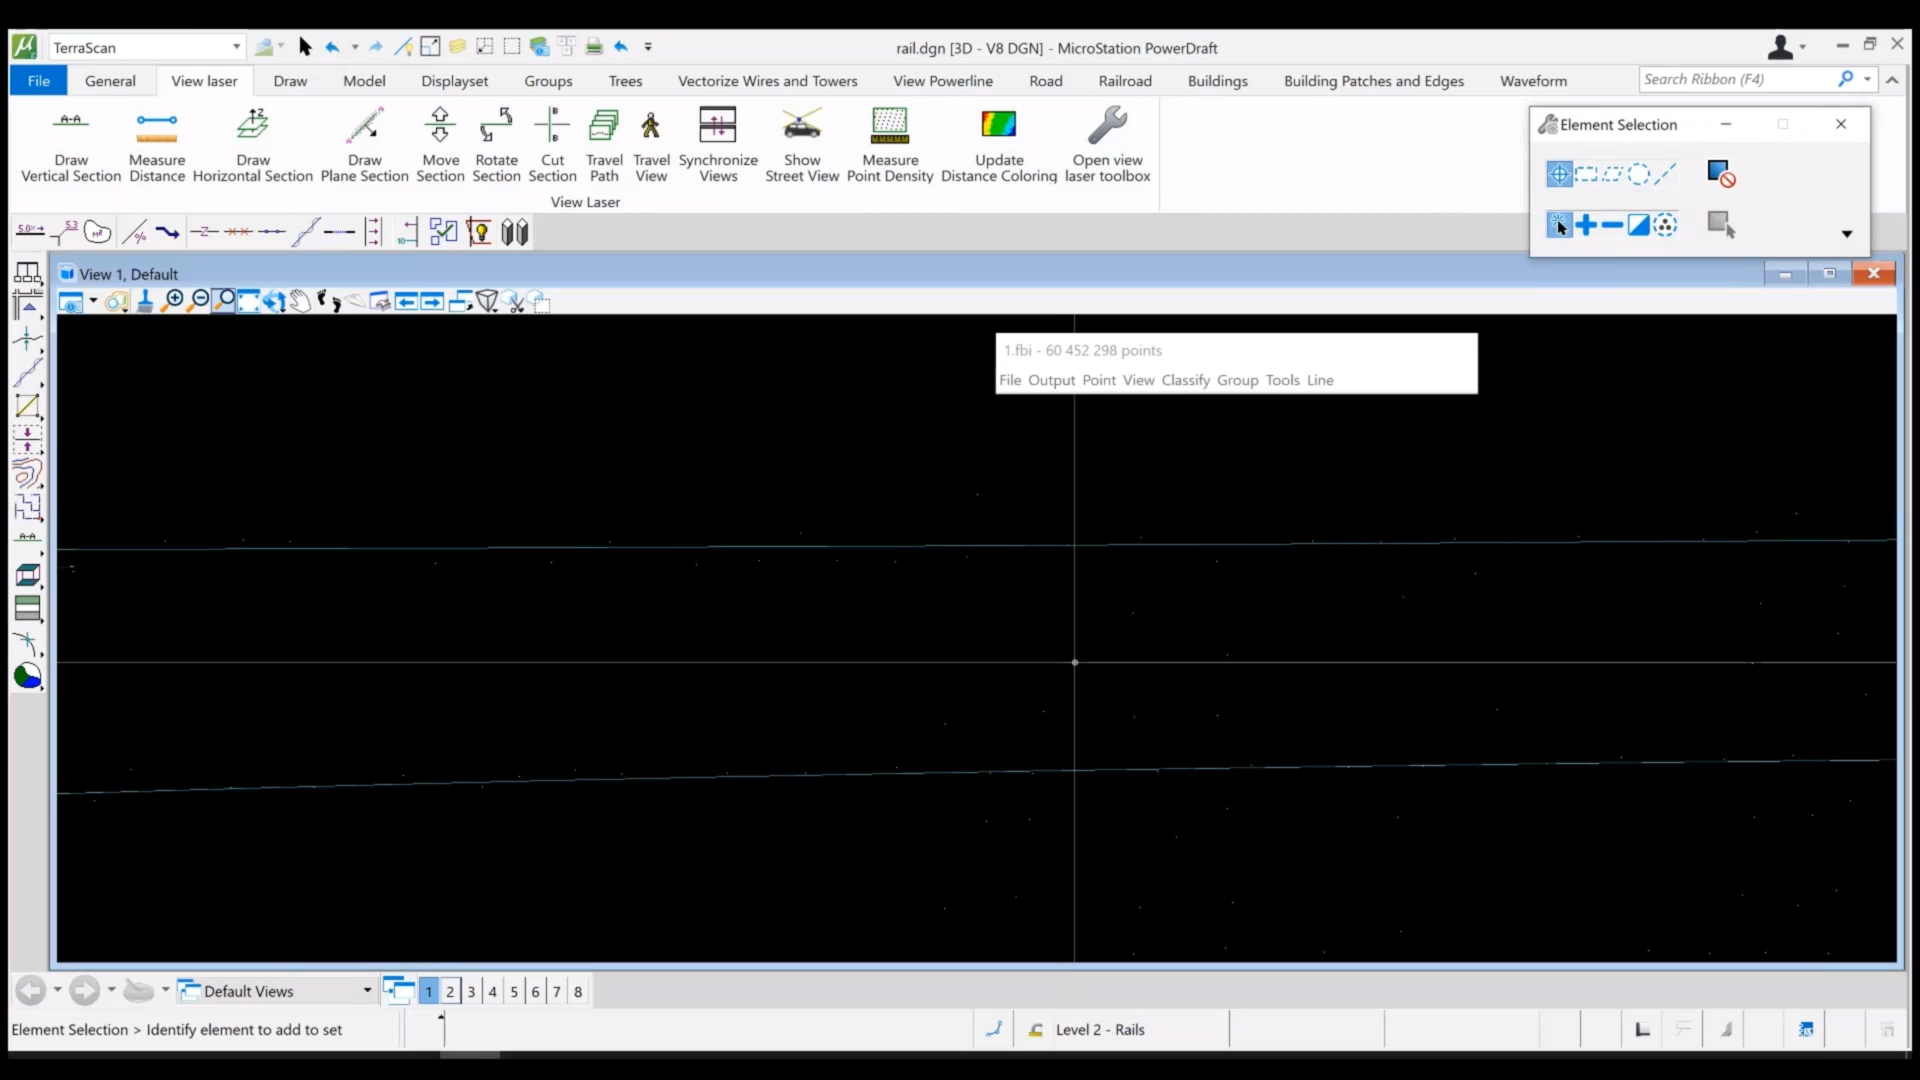 TerraScan
rail.dgn [3D - V8 DGN] - MicroStation PowerDraft
File General View laser Draw Model Displayset Groups Trees Vectorize Wires and Towers View Powerline Road Railroad Buildings Building Patches and Edges Waveform
Search Ribbon (F4)
Draw Vertical Section
Measure Distance
Draw Horizontal Section
Draw Plane Section
Move Section
Rotate Section
Cut Section
Travel Path
Travel View
Synchronize Views
Show Street View
Measure Point Density
Update Distance Coloring
Open view laser toolbox
View Laser
Element Selection
View 1, Default
1.fbi - 60 452 298 points
File Output Point View Classify Group Tools Line
Default Views
1 2 3 4 5 6 7 8
Element Selection > Identify element to add to set
Level 2 - Rails